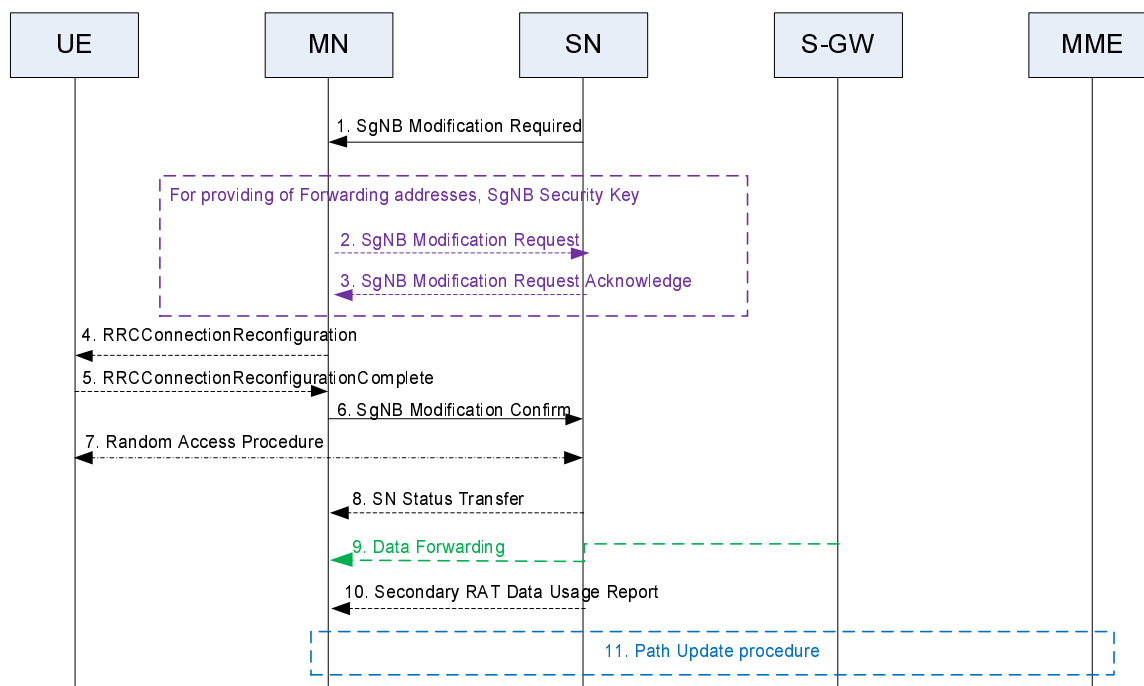 UE MN SN S-GW MME
1. SgNB Modification Required
For providing of Forwarding addresses, SgNB Security Key
2. SgNB Modification Request
3. SgNB Modification Request Acknowledge
4. RRCConnectionReconfiguration
5. RRCConnectionReconfigurationComplete
6. SgNB Modification Confirm
7. Random Access Procedure
8. SN Status Transfer
9. Data Forwarding
10. Secondary RAT Data Usage Report
11. Path Update procedure